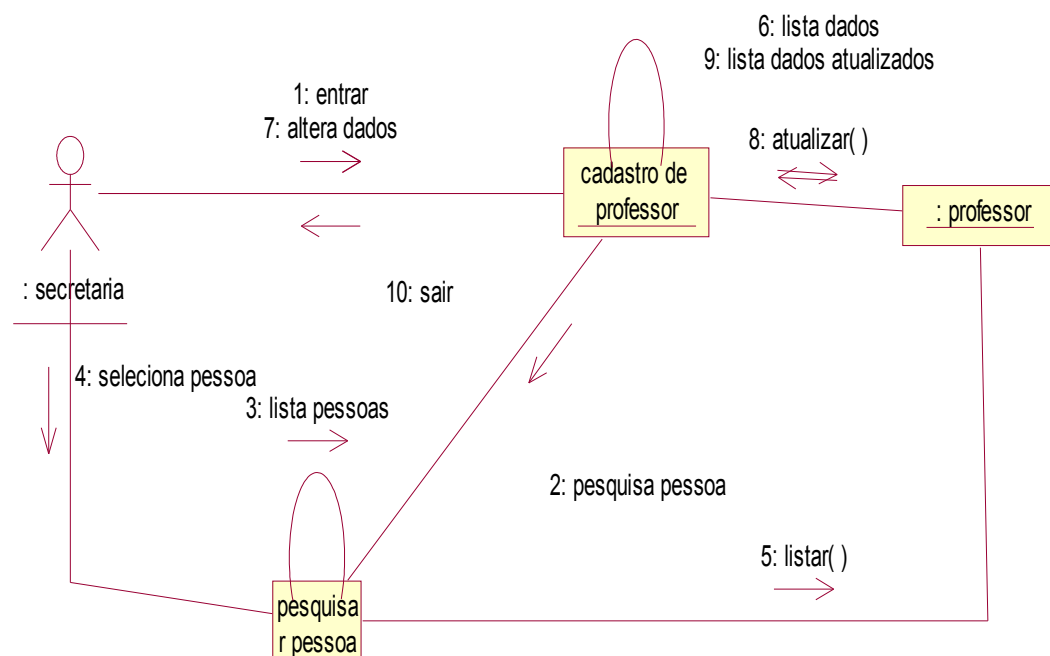 6: lista dados
9: lista dados atualizados
1: entrar
7: altera dados
8: atualizar( )
cadastro de
professor
: professor
: secretaria
10: sair
4: seleciona pessoa
3: lista pessoas
2: pesquisa pessoa
5: listar( )
pesquisa
r pessoa